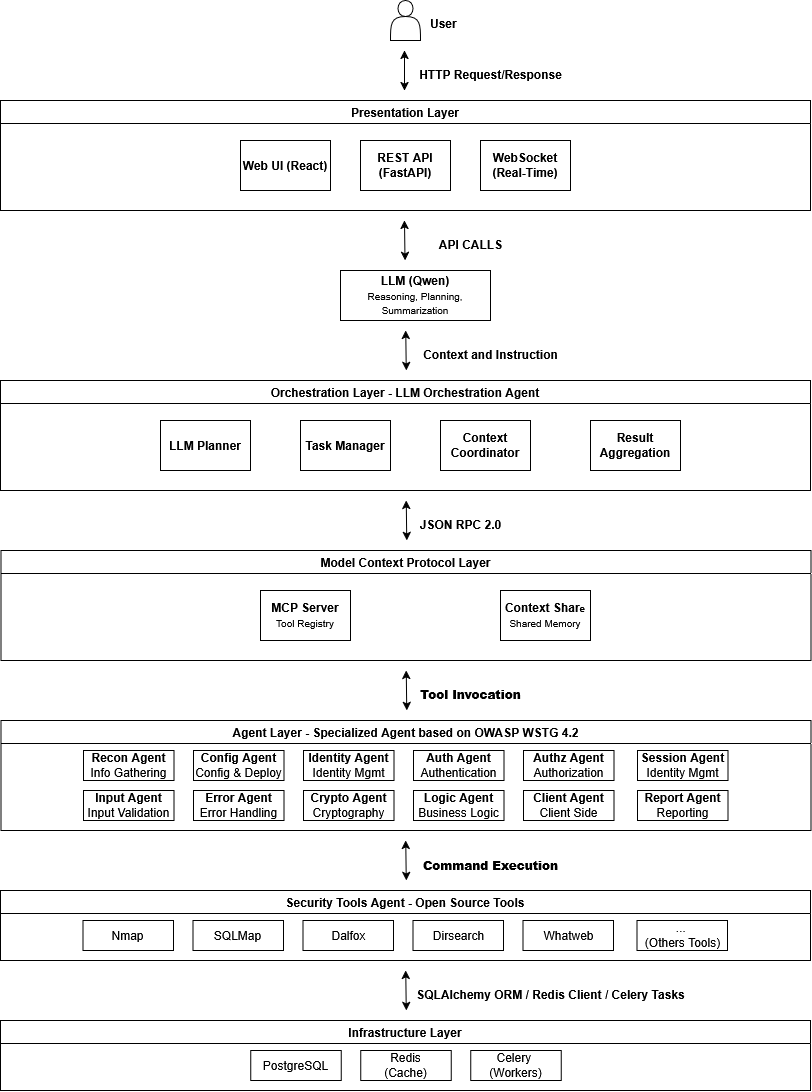 User
HTTP Request/Response
Presentation Layer
Web UI (React)
REST API
(FastAPI)
WebSocket
(Real-Time)
API CALLS
LLM (Qwen)
Reasoning, Planning,
Summarization
Context and Instruction
Orchestration Layer - LLM Orchestration Agent
LLM Planner
Task Manager
Context
Coordinator
Result
Aggregation
JSON RPC 2.0
Model Context Protocol Layer
MCP Server
Tool Registry
Context Share
Shared Memory
Tool Invocation
Agent Layer - Specialized Agent based on OWASP WSTG 4.2
Recon Agent
Info Gathering
Config Agent
Config & Deploy
Identity Agent
Identity Mgmt
Auth Agent
Authentication
Authz Agent
Authorization
Session Agent
Identity Mgmt
Input Agent
Input Validation
Error Agent
Error Handling
Crypto Agent
Cryptography
Logic Agent
Business Logic
Client Agent
Client Side
Report Agent
Reporting
Command Execution
Security Tools Agent - Open Source Tools
Nmap
SQLMap
Dalfox
Dirsearch
Whatweb
...
(Others Tools)
SQLAlchemy ORM / Redis Client / Celery Tasks
Infrastructure Layer
PostgreSQL
Redis
(Cache)
Celery
(Workers)